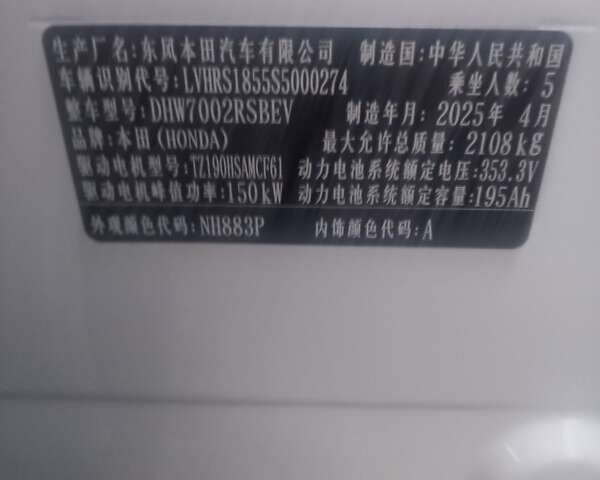 生产厂名:东风本田汽车有限公司 制造国:中华人民共和国
车辆识别代号:LVHRS1855S5000274 乘坐人数:5
整车型号:DHW7002RSBEV 制造年月:2025年4月
品牌:本田(HONDA) 最大允许总质量:2108kg
驱动电机型号:TZ190HSAMCF61 动力电池系统额定电压:353.3V
驱动电机峰值功率:150kW 动力电池系统额定容量:195Ah
外观颜色代码:NH883P 内饰颜色代码:A